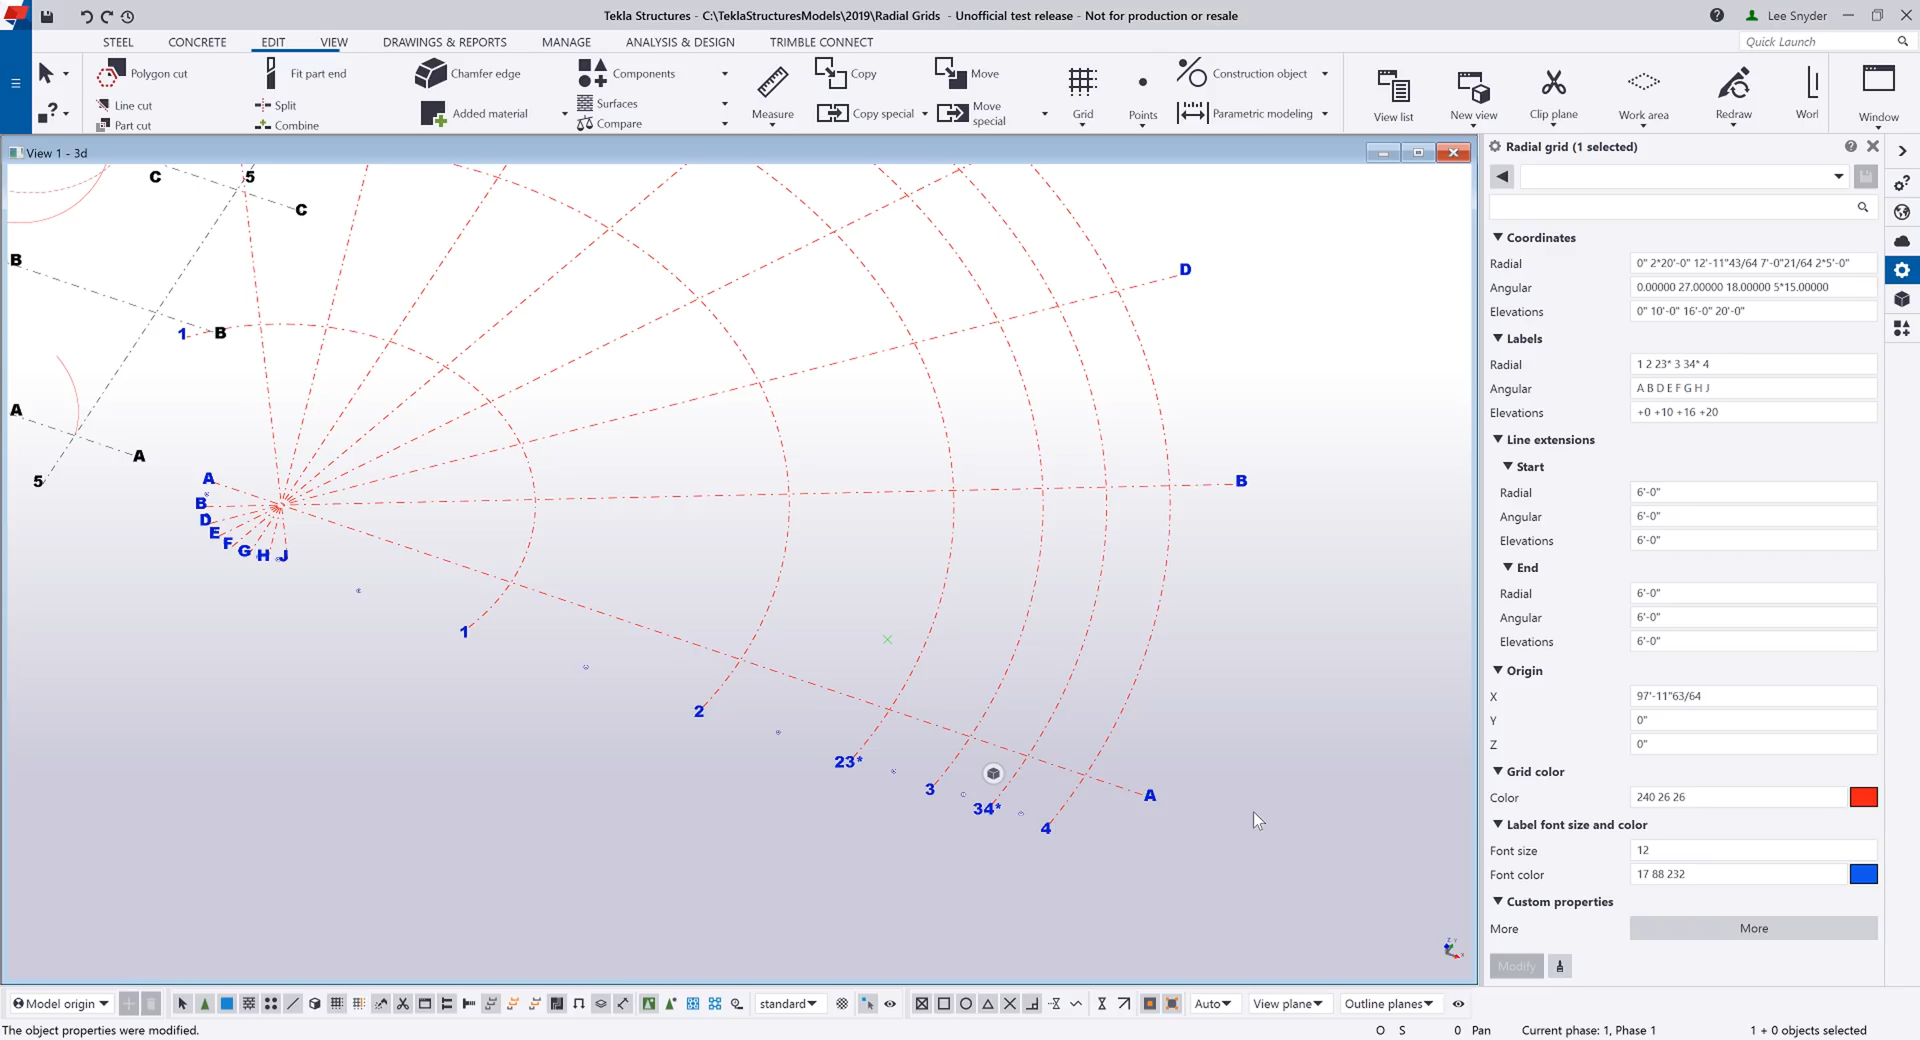 Tekla Structures - C:\TeklaStructuresModels\2019\Radial Grids - Unofficial test release - Not for production or resale
Lee Snyder
STEEL CONCRETE EDIT VIEW DRAWINGS & REPORTS MANAGE ANALYSIS & DESIGN TRIMBLE CONNECT
Quick Launch
Polygon cut
Line cut
Part cut
Fit part end
Split
Combine
Chamfer edge
Added material
Components
Surfaces
Compare
Measure
Copy
Copy special
Move
Move special
Grid
Points
Construction object
Parametric modeling
View list
New view
Clip plane
Work area
Redraw
Worl
Window
View 1 - 3d
C 5
C
D
B
1 B
A
A
5
B
A
B
D
E
F
G H J
1
2
23*
3
34*
4
A
Radial grid (1 selected)
Coordinates
Radial 0" 2*20'-0" 12'-11"43/64 7'-0"21/64 2*5'-0"
Angular 0.00000 27.00000 18.00000 5*15.00000
Elevations 0" 10'-0" 16'-0" 20'-0"
Labels
Radial 1 2 23* 3 34* 4
Angular A B D E F G H J
Elevations +0 +10 +16 +20
Line extensions
Start
Radial 6'-0"
Angular 6'-0"
Elevations 6'-0"
End
Radial 6'-0"
Angular 6'-0"
Elevations 6'-0"
Origin
X 97'-11"63/64
Y 0"
Z 0"
Grid color
Color 240 26 26
Label font size and color
Font size 12
Font color 17 88 232
Custom properties
More More
Modify
Model origin
standard
Auto
View plane
Outline planes
The object properties were modified.
O S 0 Pan Current phase: 1, Phase 1 1 + 0 objects selected